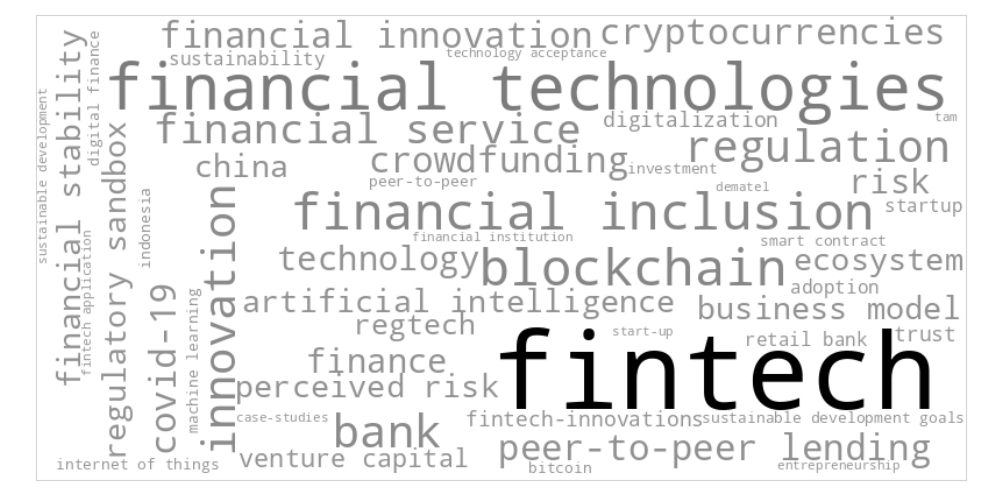 financial innovation
cryptocurrencies
sustainability
technology acceptance
financial technologies
financial service
digitalization
tam
regulation
china
crowdfunding
investment
peer-to-peer
dematel
risk
financial inclusion
startup
financial institution
smart contract
technology
blockchain
ecosystem
adoption
artificial intelligence
business model
regtech
start-up
retail bank
trust
fintech
finance
perceived risk
case-studies
fintech-innovations
sustainable development goals
bank
peer-to-peer lending
venture capital
bitcoin
entrepreneurship
internet of things
sustainable development
financial stability
digital finance
fintech application
regulatory sandbox
indonesia
covid-19
machine learning
innovation